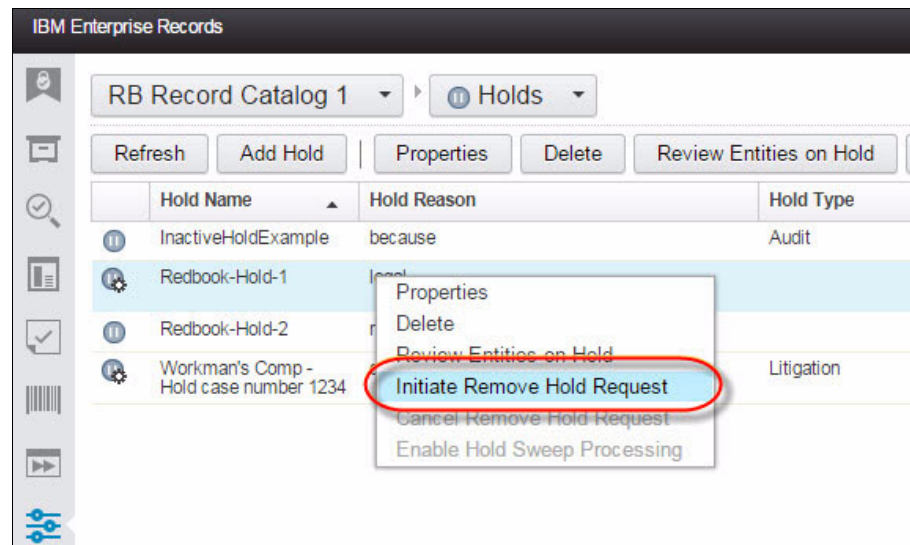 IBM Enterprise Records
RB Record Catalog 1 Holds
Refresh Add Hold Properties Delete Review Entities on Hold
Hold Name Hold Reason Hold Type
InactiveHoldExample because Audit
Redbook-Hold-1 legal
Properties
Redbook-Hold-2
Delete
Review Entities on Hold
Workman's Comp - Litigation
Hold case number 1234
Initiate Remove Hold Request
Cancel Remove Hold Request
Enable Hold Sweep Processing